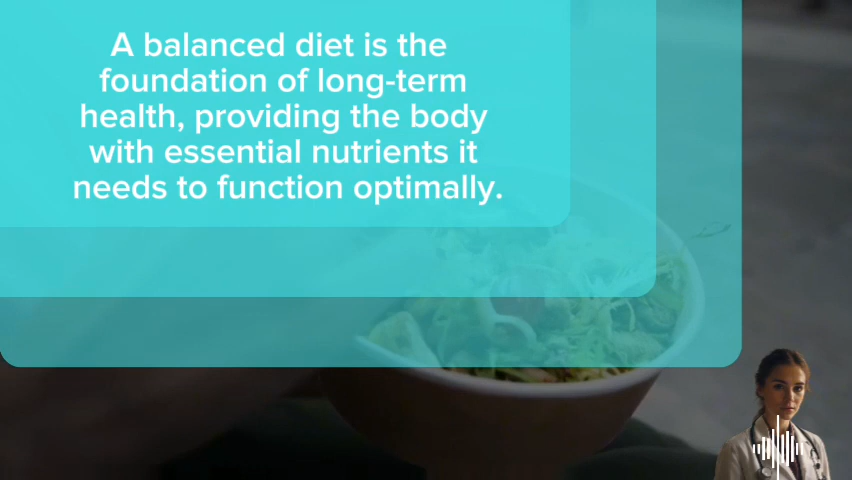 A balanced diet is the
foundation of long-term
health, providing the body
with essential nutrients it
needs to function optimally.